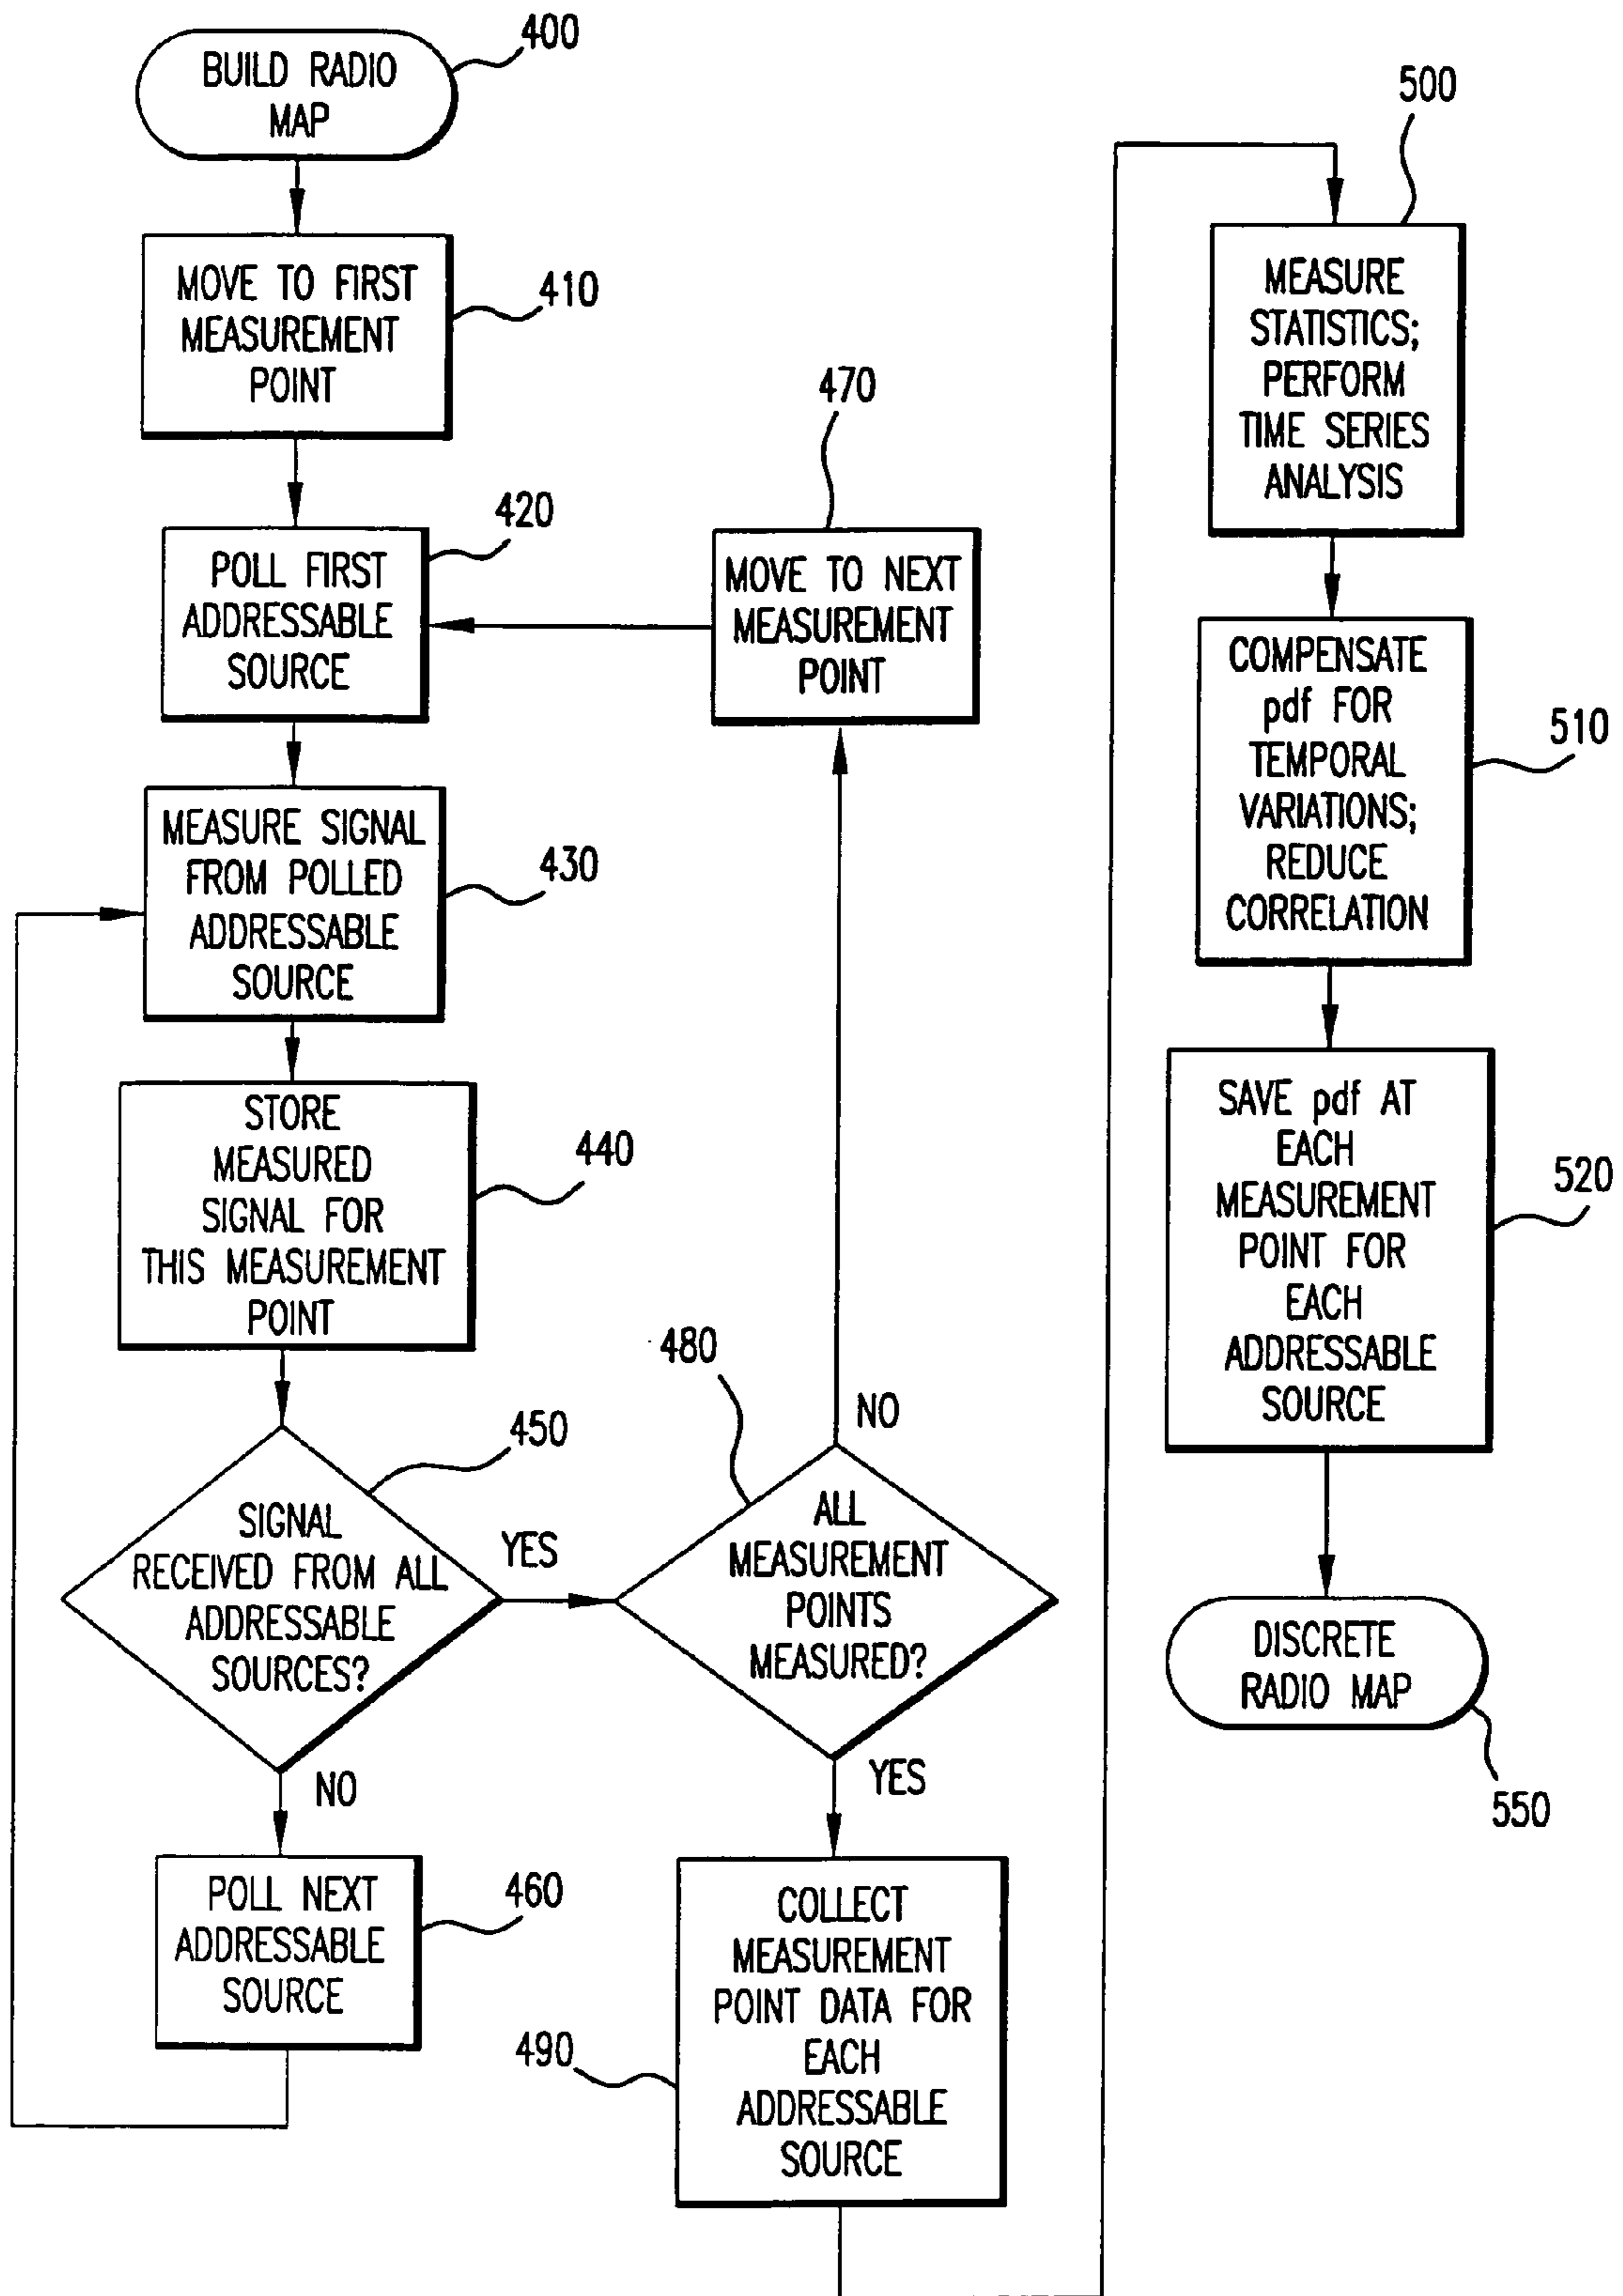 400
BUILD RADIO
MAP
MOVE TO FIRST
MEASUREMENT
POINT
410
420
POLL FIRST
ADDRESSABLE
SOURCE
470
MOVE TO NEXT
MEASUREMENT
POINT
MEASURE SIGNAL
FROM POLLED
ADDRESSABLE
SOURCE
430
STORE
MEASURED
SIGNAL FOR
THIS MEASUREMENT
POINT
440
450
SIGNAL
RECEIVED FROM ALL
ADDRESSABLE
SOURCES?
YES
NO
POLL NEXT
ADDRESSABLE
SOURCE
460
480
NO
ALL
MEASUREMENT
POINTS
MEASURED?
YES
COLLECT
MEASUREMENT
POINT DATA FOR
EACH
ADDRESSABLE
SOURCE
490
500
MEASURE
STATISTICS;
PERFORM
TIME SERIES
ANALYSIS
COMPENSATE
pdf FOR
TEMPORAL
VARIATIONS;
REDUCE
CORRELATION
510
SAVE pdf AT
EACH
MEASUREMENT
POINT FOR
EACH
ADDRESSABLE
SOURCE
520
DISCRETE
RADIO MAP
550